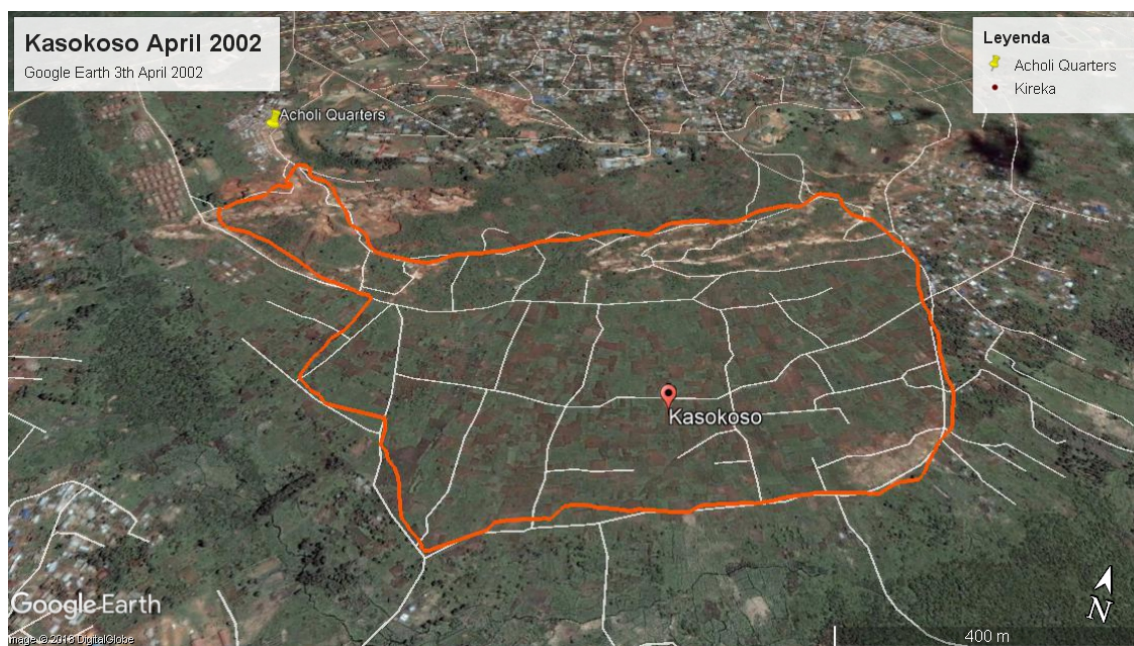 Kasokoso April 2002
Google Earth 3th April 2002
Leyenda
Acholi Quarters
Kireka
Acholi Quarters
Kasokoso
Google Earth
Image © 2018 DigitalGlobe
N
400 m